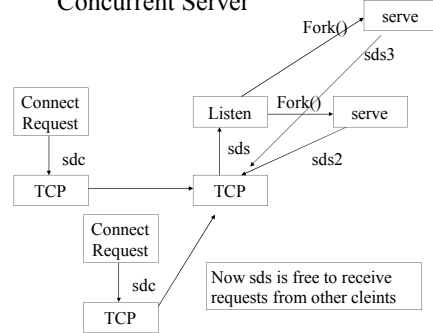 Concurrent Server
Fork()
serve
sds3
Connect
Request
Listen
Fork()
serve
sdc
sds
sds2
TCP
TCP
Connect
Request
sdc
Now sds is free to receive
requests from other cleints
TCP